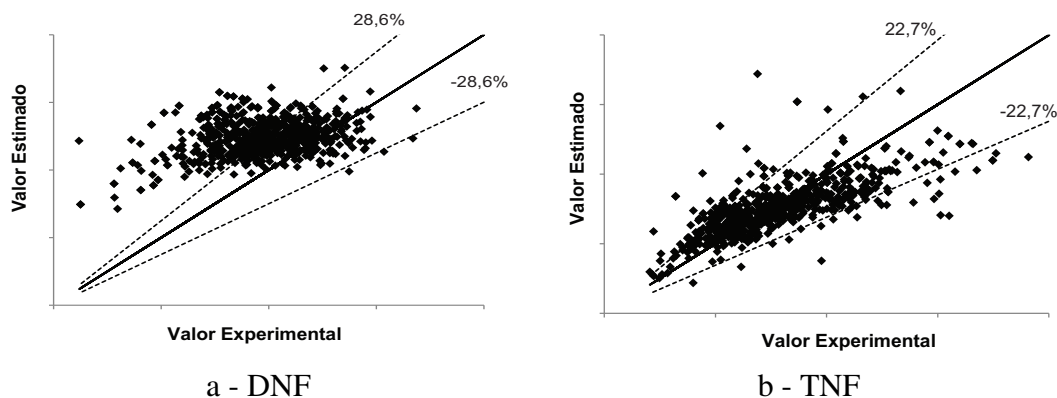 28,6%
-28,6%
Valor Estimado
Valor Experimental
a - DNF
22,7%
-22,7%
Valor Estimado
Valor Experimental
b - TNF